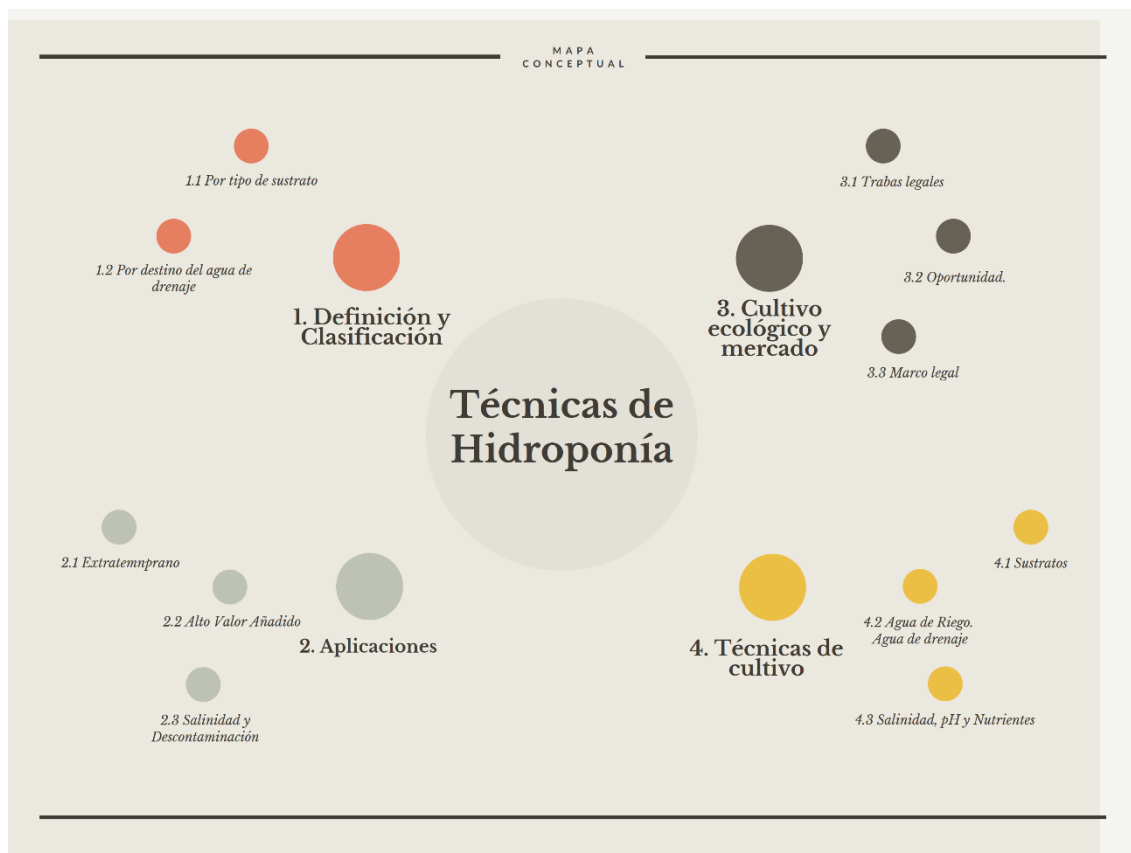 MAPA
CONCEPTUAL
1.1 Por tipo de sustrato
1.2 Por destino del agua de
drenaje
1. Definición y
Clasificación
3.1 Trabas legales
3.2 Oportunidad.
3. Cultivo
ecológico y
mercado
3.3 Marco legal
Técnicas de
Hidroponía
2.1 Extratemnprano
2.2 Alto Valor Añadido
2. Aplicaciones
2.3 Salinidad y
Descontaminación
4.1 Sustratos
4.2 Agua de Riego.
Agua de drenaje
4. Técnicas de
cultivo
4.3 Salinidad, pH y Nutrientes